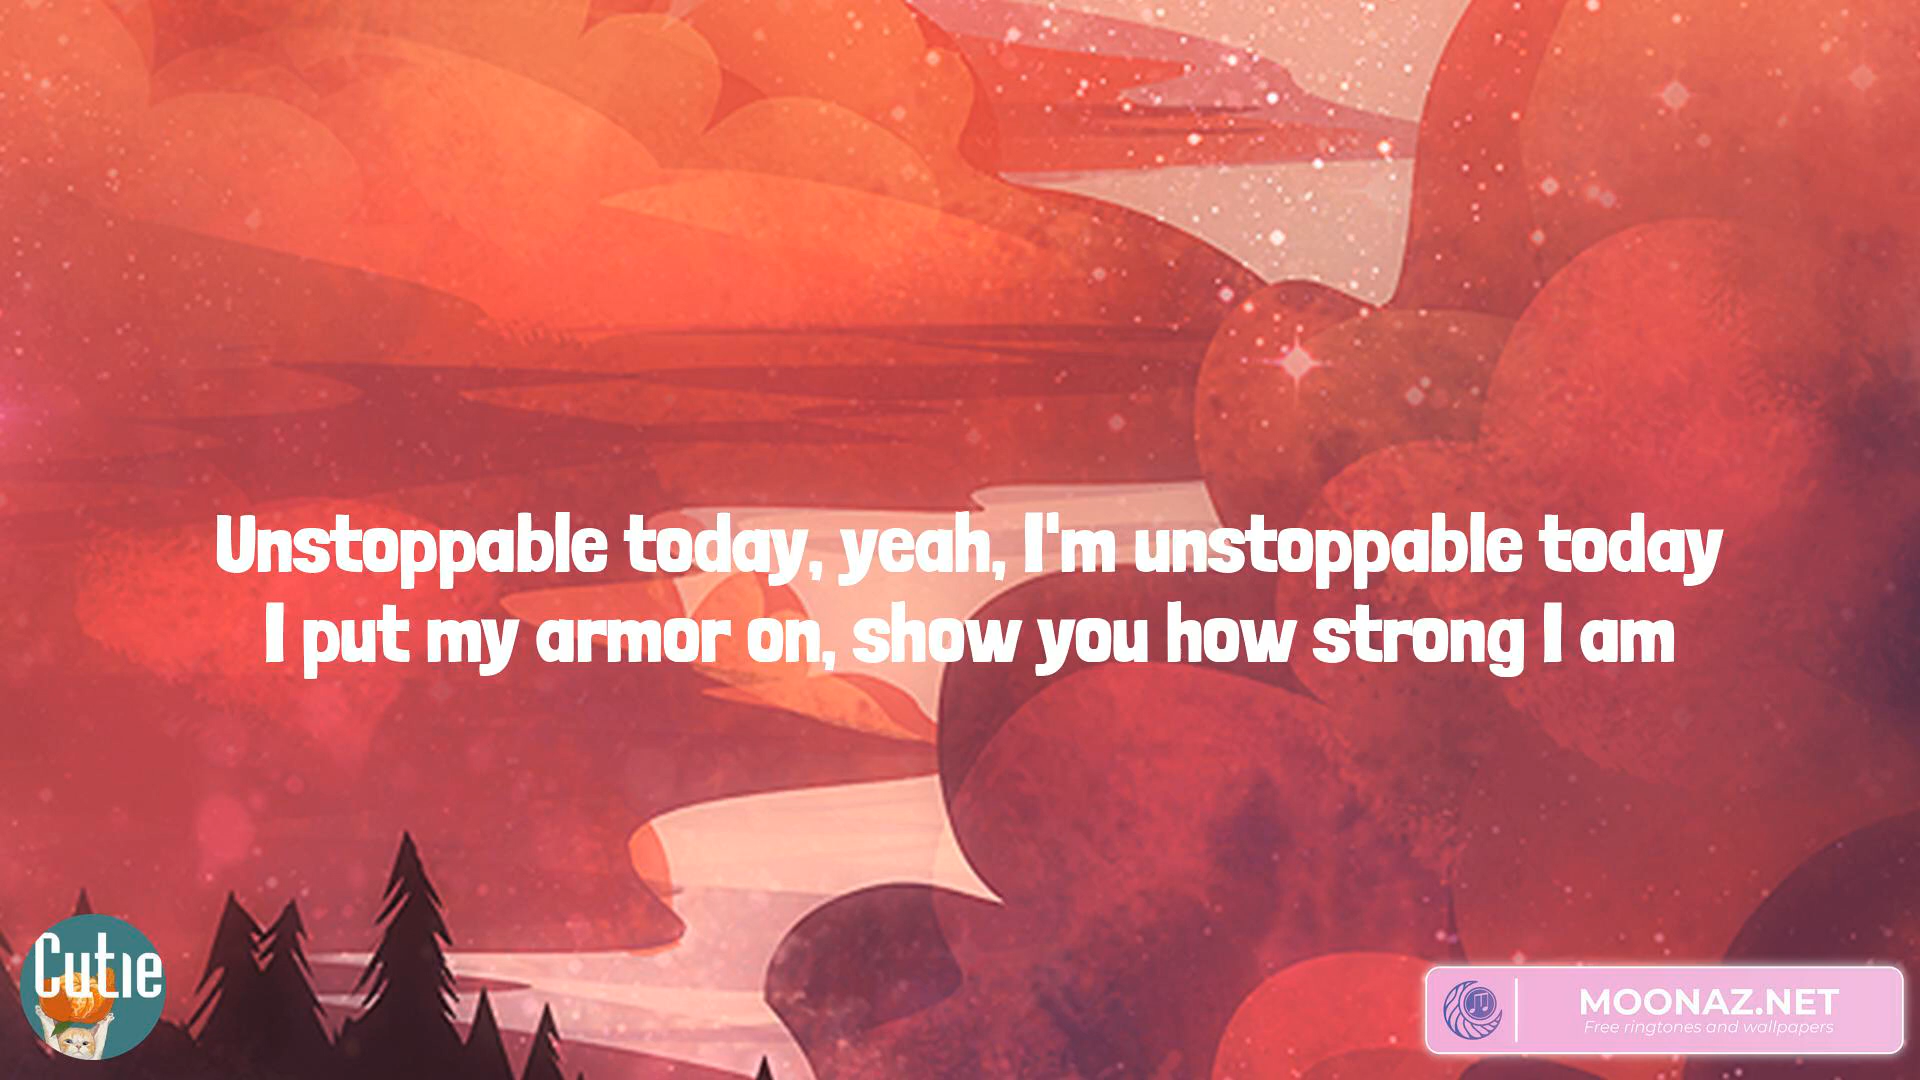 Unstoppable today, yeah, I'm unstoppable today
I put my armor on, show you how strong I am
Cutie
MOONAZ.NET
Free ringtones and wallpapers